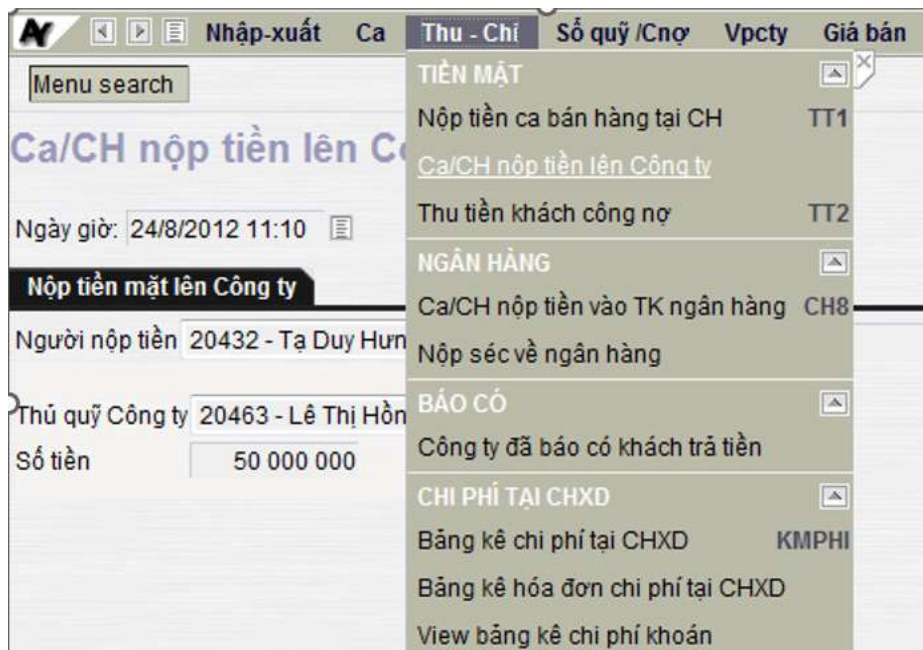 Nhập-xuất Ca Thu - Chi Sổ quỹ /Cnợ Vpcty Giá bán
Menu search
Ca/CH nộp tiền lên
Ngày giờ: 24/8/2012 11:10
Nộp tiền mặt lên Công ty
Người nộp tiền 20432 - Tạ Duy Hưn
Thủ quỹ Công ty 20463 - Lê Thị Hồn
Số tiền 50 000 000
TIỀN MẶT
Nộp tiền ca bán hàng tại CH TT1
Ca/CH nộp tiền lên Công ty
Thu tiền khách công nợ TT2
NGÂN HÀNG
Ca/CH nộp tiền vào TK ngân hàng CH8
Nộp séc về ngân hàng
BÁO CÓ
Công ty đã báo có khách trả tiền
CHI PHÍ TẠI CHXD
Bảng kê chi phí tại CHXD KMPHI
Bảng kê hóa đơn chi phí tại CHXD
View bảng kê chi phí khoán